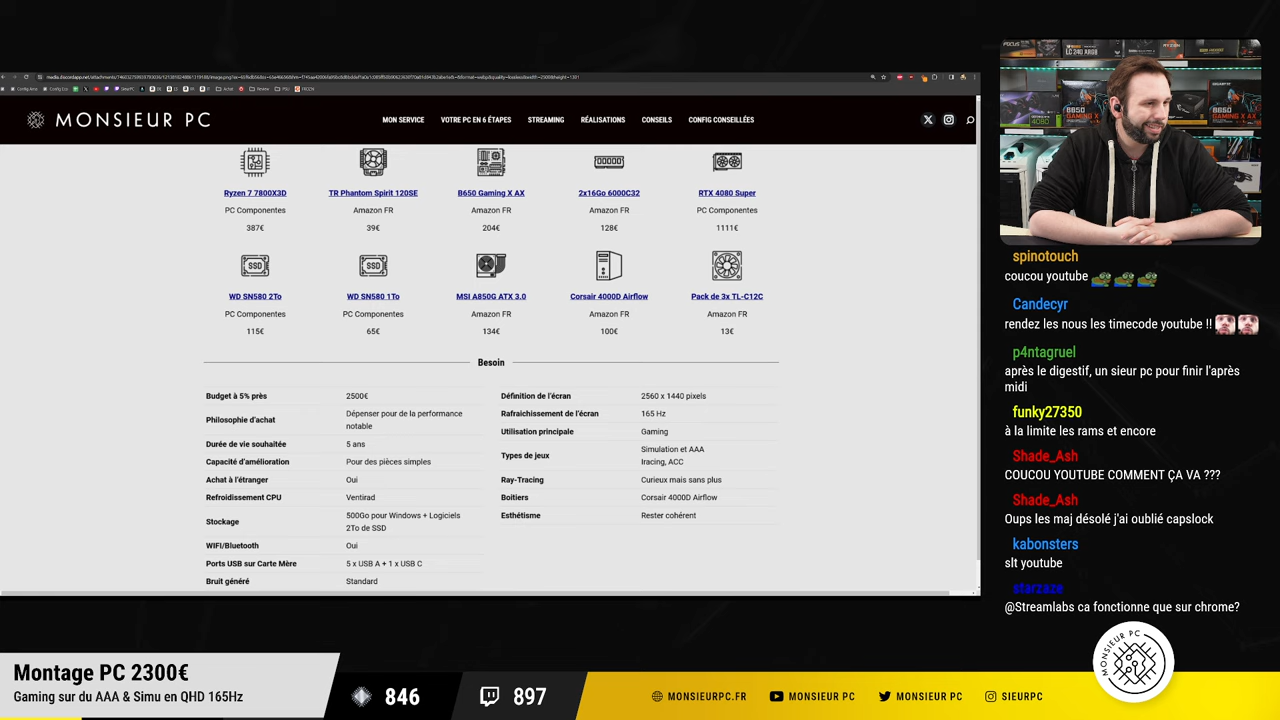 MONSIEUR PC
MON SERVICE
VOTRE PC EN 6 ÉTAPES
STREAMING
RÉALISATIONS
CONSEILS
CONFIG CONSEILLÉES
Ryzen 7 7800X3D
TR Phantom Spirit 120SE
B650 Gaming X AX
2x16Go 6000C32
RTX 4080 Super
PC Componentes
Amazon FR
Amazon FR
Amazon FR
PC Componentes
387€
39€
204€
128€
1111€
SSD
SSD
WD SN580 2To
WD SN580 1To
MSI A850G ATX 3.0
Corsair 4000D Airflow
Pack de 3x TL-C12C
PC Componentes
PC Componentes
Amazon FR
Amazon FR
Amazon FR
115€
65€
134€
100€
13€
Besoin
Budget à 5% près
2500€
Philosophie d'achat
Dépenser pour de la performance
notable
Durée de vie souhaitée
5 ans
Capacité d'amélioration
Pour des pièces simples
Achat à l'étranger
Oui
Refroidissement CPU
Ventirad
Stockage
500Go pour Windows + Logiciels
2To de SSD
WIFI/Bluetooth
Oui
Ports USB sur Carte Mère
5 x USB A + 1 x USB C
Bruit généré
Standard
Définition de l'écran
2560 x 1440 pixels
Rafraichissement de l'écran
165 Hz
Utilisation principale
Gaming
Types de jeux
Simulation et AAA
Iracing, ACC
Ray-Tracing
Curieux mais sans plus
Boitiers
Corsair 4000D Airflow
Esthétisme
Rester cohérent
spinotouch
coucou youtube
Candecyr
rendez les nous les timecode youtube !!
p4ntagruel
après le digestif, un sieur pc pour finir l'après
midi
funky27350
à la limite les rams et encore
Shade_Ash
COUCOU YOUTUBE COMMENT ÇA VA ???
Shade_Ash
Oups les maj désolé j'ai oublié capslock
kabonsters
slt youtube
starzaze
@Streamlabs ca fonctionne que sur chrome?
Montage PC 2300€
Gaming sur du AAA & Simu en QHD 165Hz
846
897
MONSIEURPC.FR
MONSIEUR PC
MONSIEUR PC
SIEURPC
MONSIEUR PC